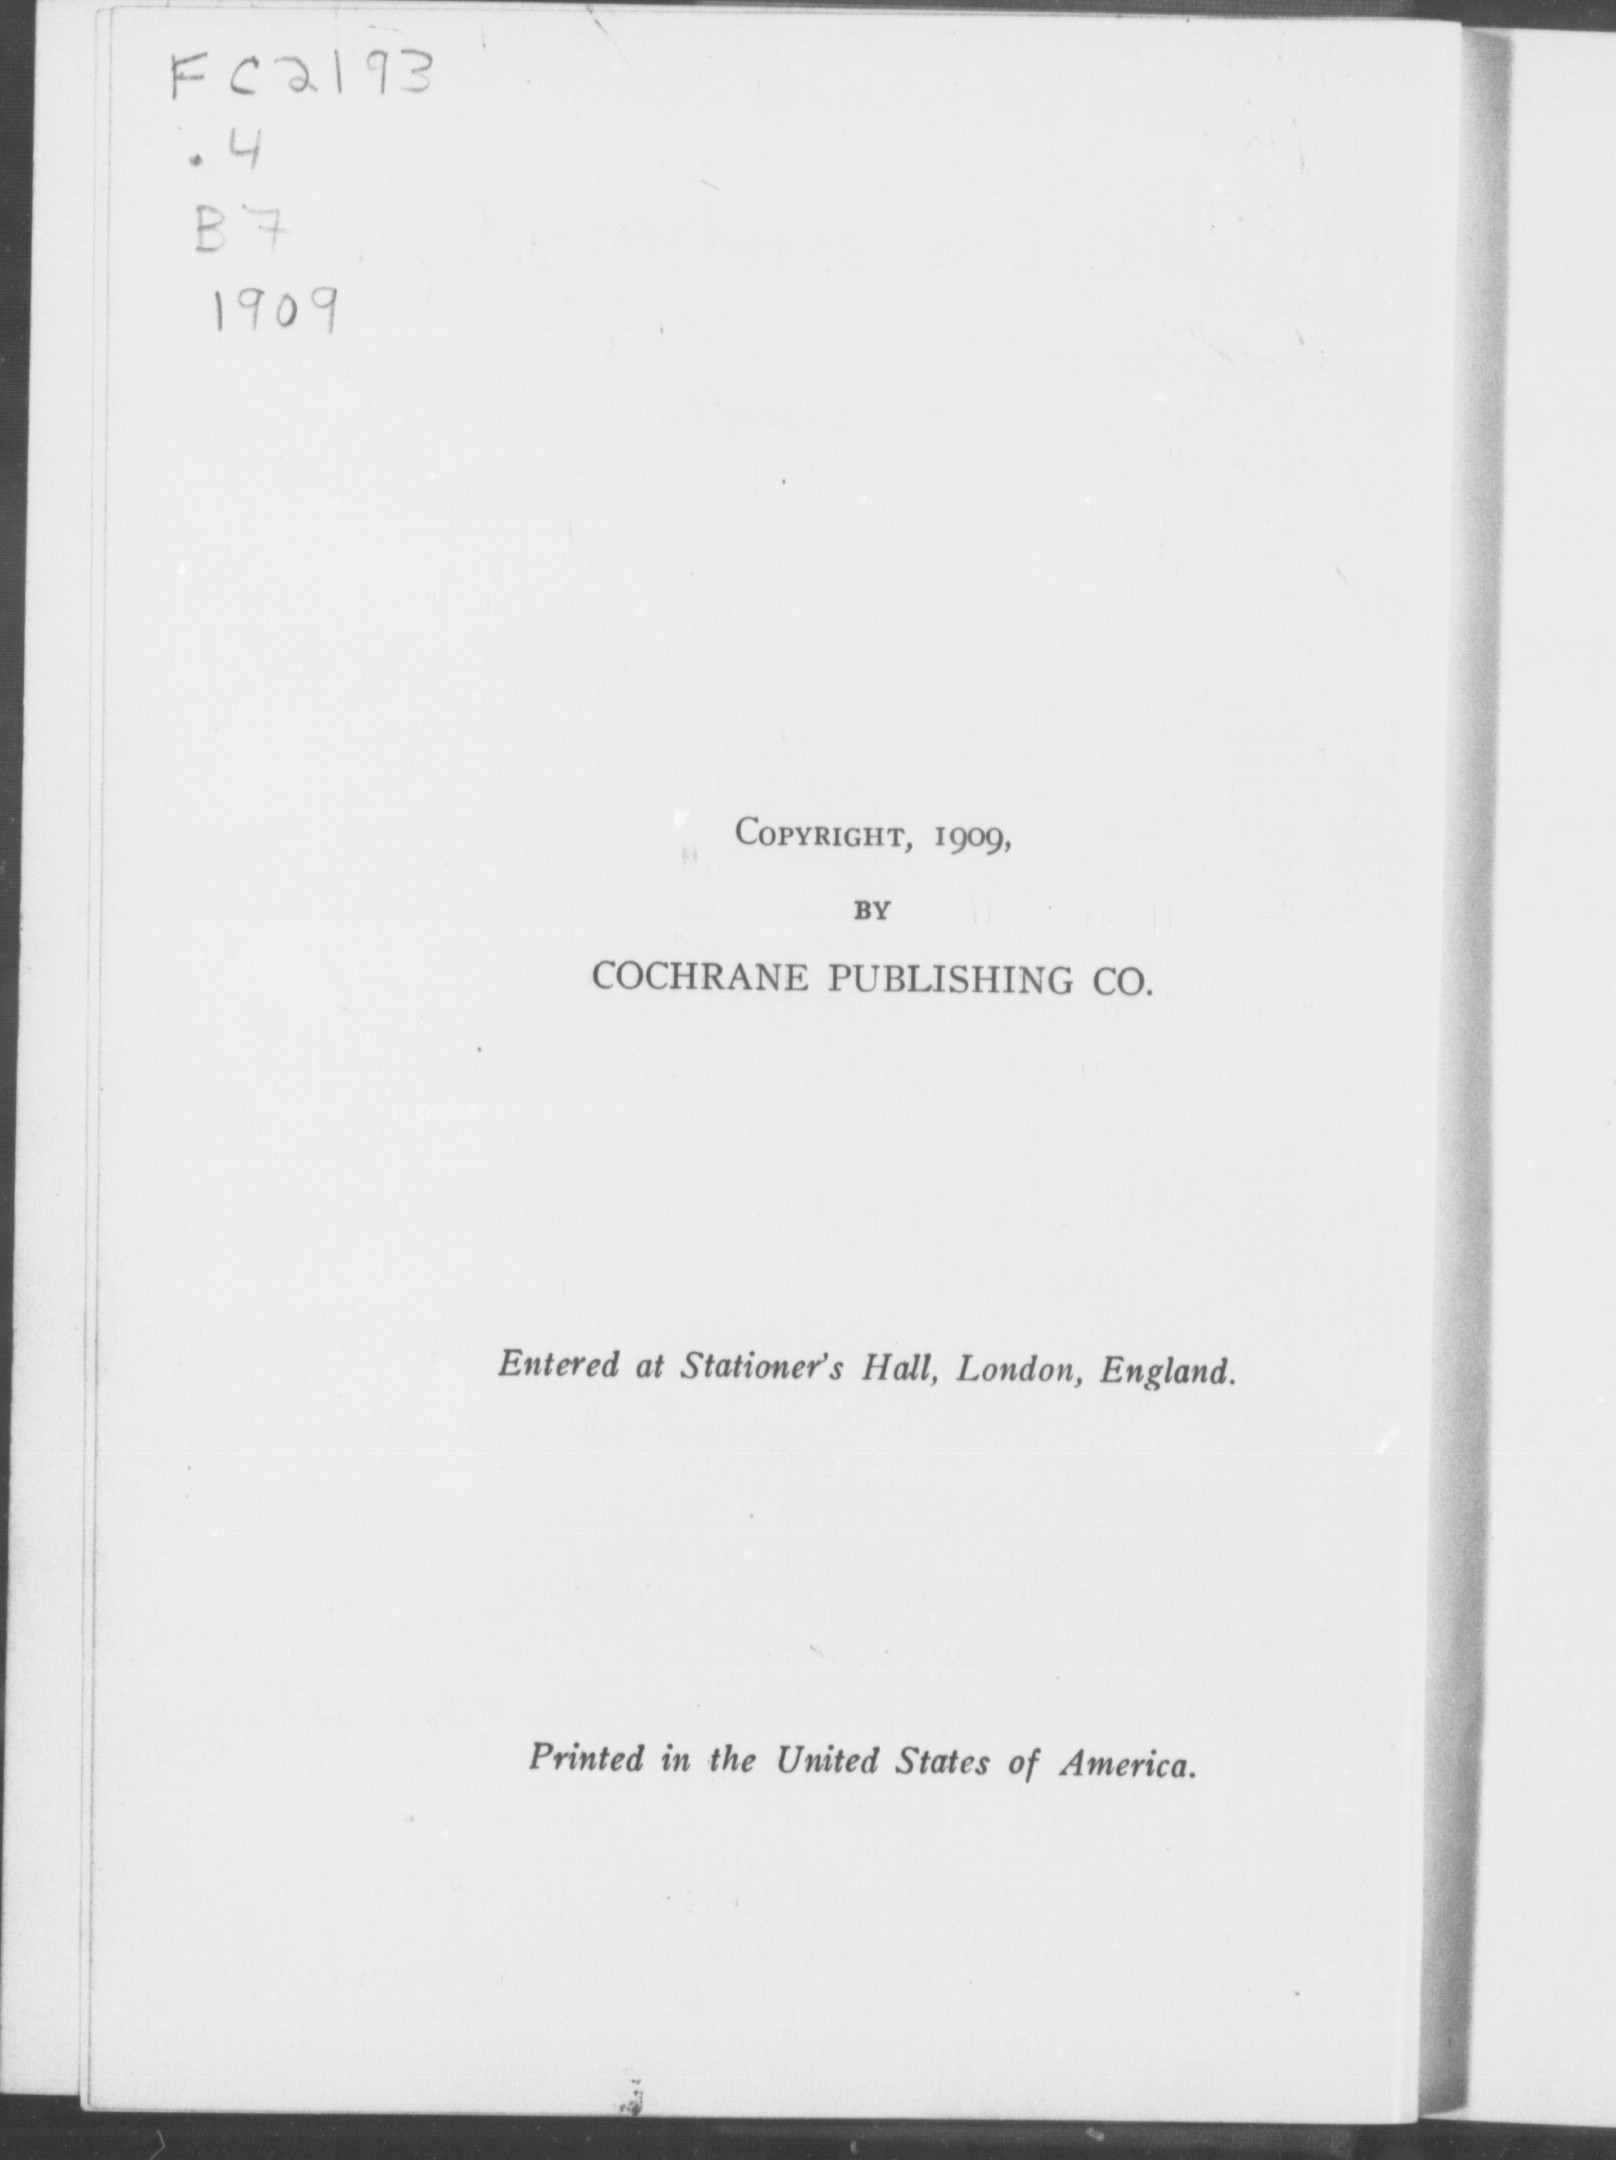 FC2193
.4
B7
1909
Copyright, 1909,
BY
COCHRANE PUBLISHING CO.
Entered at Stationer's Hall, London, England.
Printed in the United States of America.